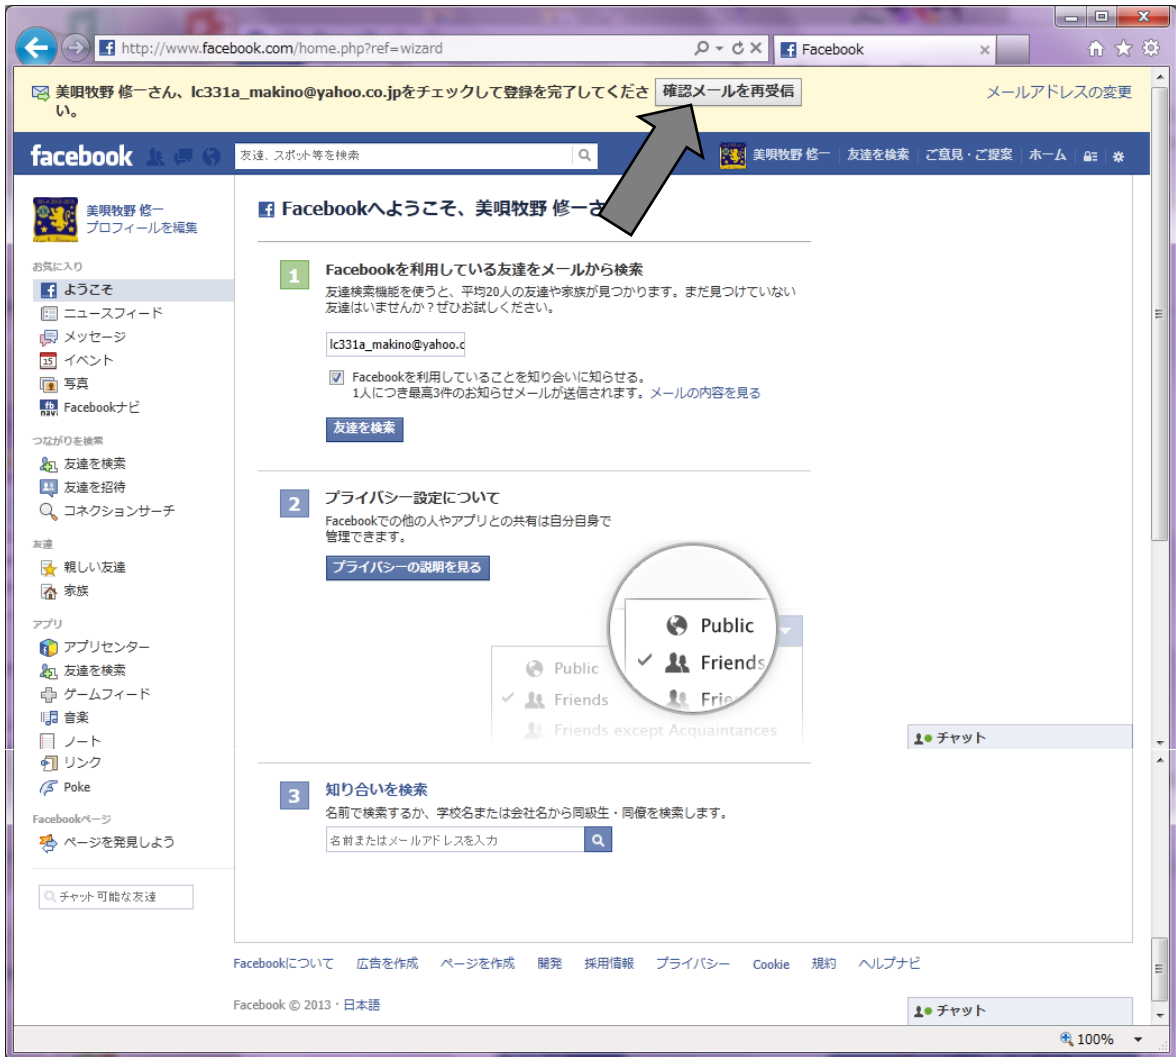 http://www.facebook.com/home.php?ref=wizard
Facebook
美唄牧野 修一さん、lc331a_makino@yahoo.co.jpをチェックして登録を完了してくださ
い。
確認メールを再受信
メールアドレスの変更
facebook
友達、スポット等を検索
美唄牧野 修一
友達を検索
ご意見・ご提案
ホーム
美唄牧野 修一
プロフィールを編集
お気に入り
ようこそ
ニュースフィード
メッセージ
15 イベント
写真
fb navi Facebookナビ
つながりを検索
友達を検索
友達を招待
コネクションサーチ
友達
親しい友達
家族
アプリ
アプリセンター
友達を検索
ゲームフィード
音楽
ノート
リンク
Poke
Facebookページ
ページを発見しよう
チャット可能な友達
Facebookへようこそ、美唄牧野 修一さ
1
Facebookを利用している友達をメールから検索
友達検索機能を使うと、平均20人の友達や家族が見つかります。まだ見つけていない
友達はいませんか？ぜひお試しください。
lc331a_makino@yahoo.c
Facebookを利用していることを知り合いに知らせる。
1人につき最高3件のお知らせメールが送信されます。メールの内容を見る
友達を検索
2
プライバシー設定について
Facebookでの他の人やアプリとの共有は自分自身で
管理できます。
プライバシーの説明を見る
Public
Friends
Frie
Public
Friends
Friends except Acquaintances
チャット
3
知り合いを検索
名前で検索するか、学校名または会社名から同級生・同僚を検索します。
名前またはメールアドレスを入力
Facebookについて 広告を作成 ページを作成 開発 採用情報 プライバシー Cookie 規約 ヘルプナビ
Facebook © 2013・日本語
チャット
100%